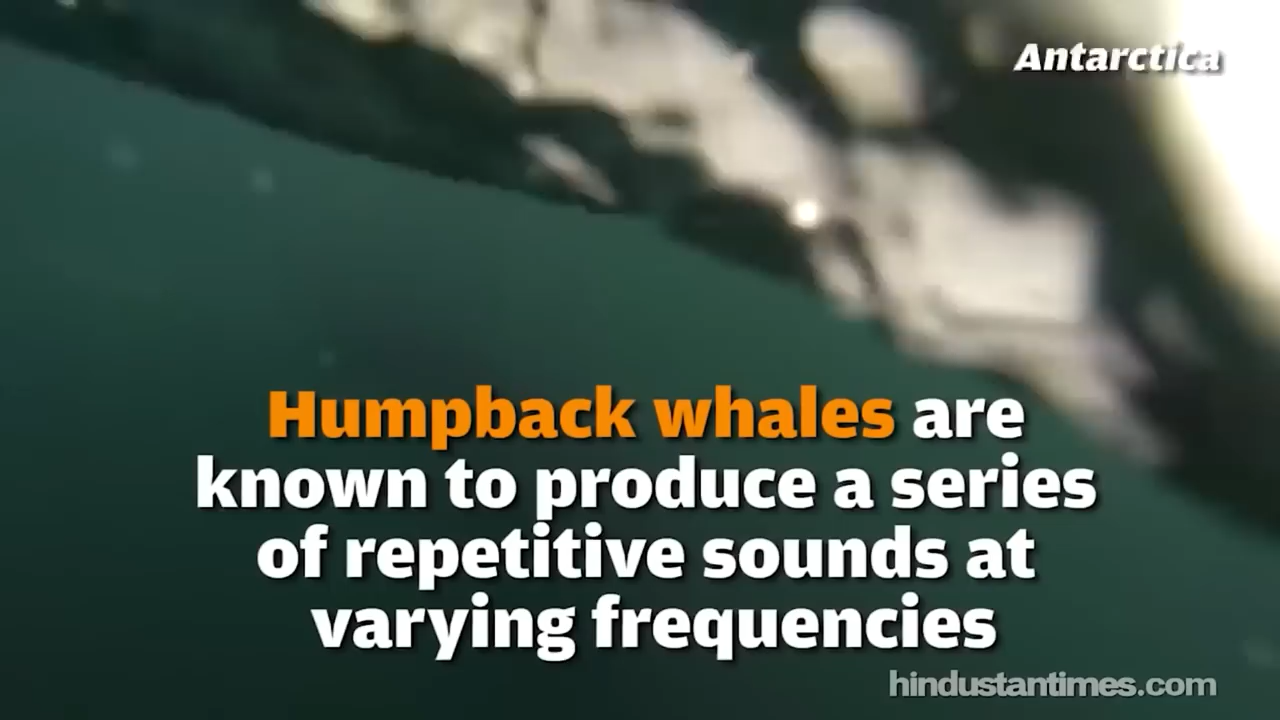 Antarctica
Humpback whales are
known to produce a series
of repetitive sounds at
varying frequencies
hindustantimes.com